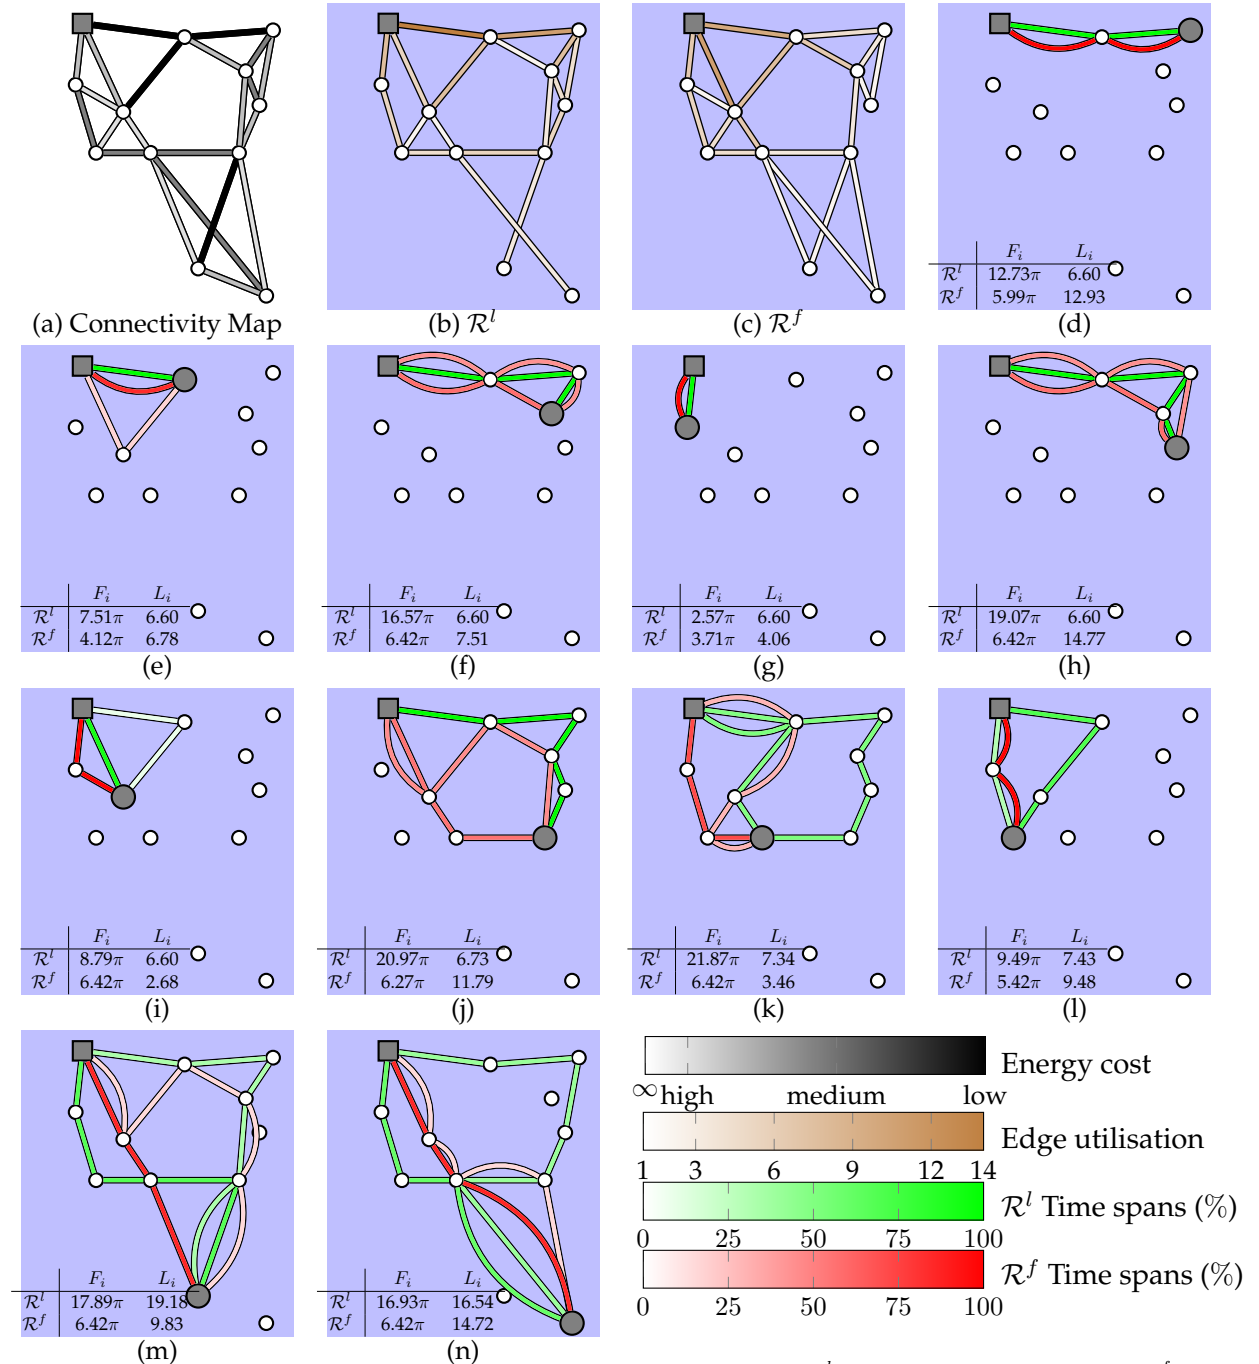 (a) Connectivity Map
(b) R^l
(c) R^f
F_i L_i
R^l 12.73π 6.60
R^f 5.99π 12.93
(d)
F_i L_i
R^l 7.51π 6.60
R^f 4.12π 6.78
(e)
F_i L_i
R^l 16.57π 6.60
R^f 6.42π 7.51
(f)
F_i L_i
R^l 2.57π 6.60
R^f 3.71π 4.06
(g)
F_i L_i
R^l 19.07π 6.60
R^f 6.42π 14.77
(h)
F_i L_i
R^l 8.79π 6.60
R^f 6.42π 2.68
(i)
F_i L_i
R^l 20.97π 6.73
R^f 6.27π 11.79
(j)
F_i L_i
R^l 21.87π 7.34
R^f 6.42π 3.46
(k)
F_i L_i
R^l 9.49π 7.43
R^f 5.42π 9.48
(l)
F_i L_i
R^l 17.89π 19.18
R^f 6.42π 9.83
(m)
F_i L_i
R^l 16.93π 16.54
R^f 6.42π 14.72
(n)
Energy cost
∞ high medium low
Edge utilisation
1 3 6 9 12 14
R^l Time spans (%)
0 25 50 75 100
R^f Time spans (%)
0 25 50 75 100